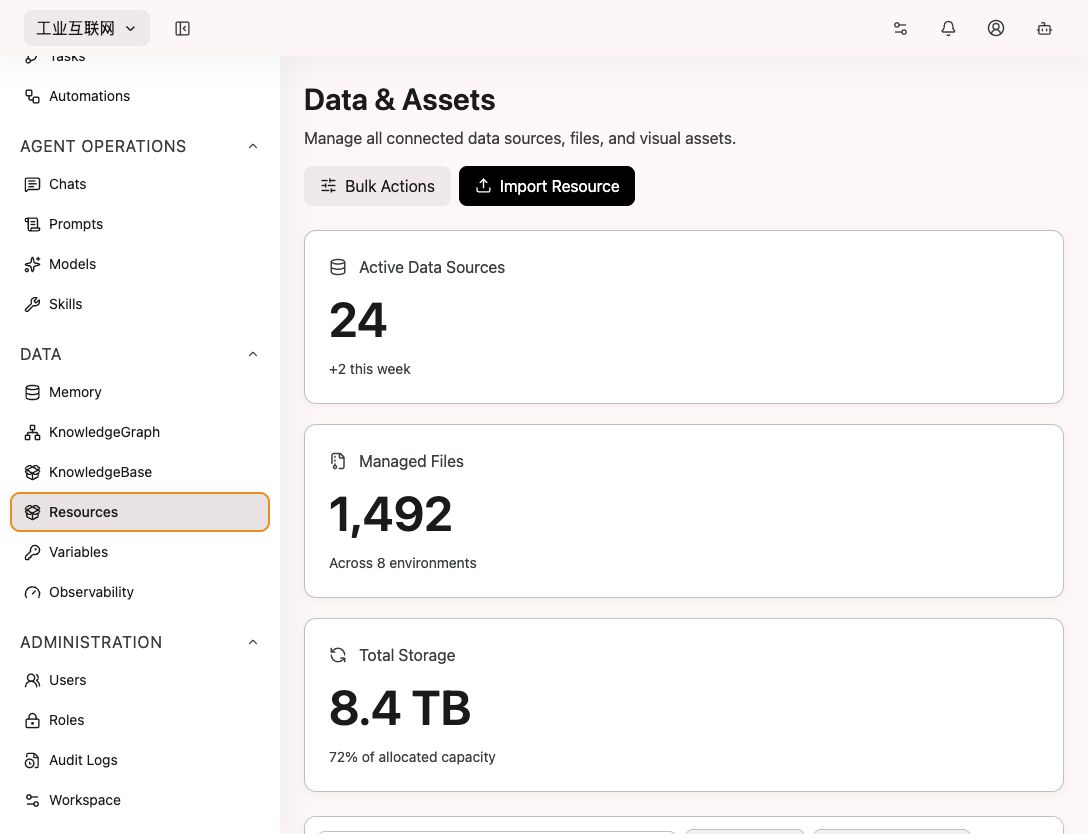 工业互联网
Tasks
Automations
AGENT OPERATIONS
Chats
Prompts
Models
Skills
DATA
Memory
KnowledgeGraph
KnowledgeBase
Resources
Variables
Observability
ADMINISTRATION
Users
Roles
Audit Logs
Workspace
Data & Assets
Manage all connected data sources, files, and visual assets.
Bulk Actions
Import Resource
Active Data Sources
24
+2 this week
Managed Files
1,492
Across 8 environments
Total Storage
8.4 TB
72% of allocated capacity